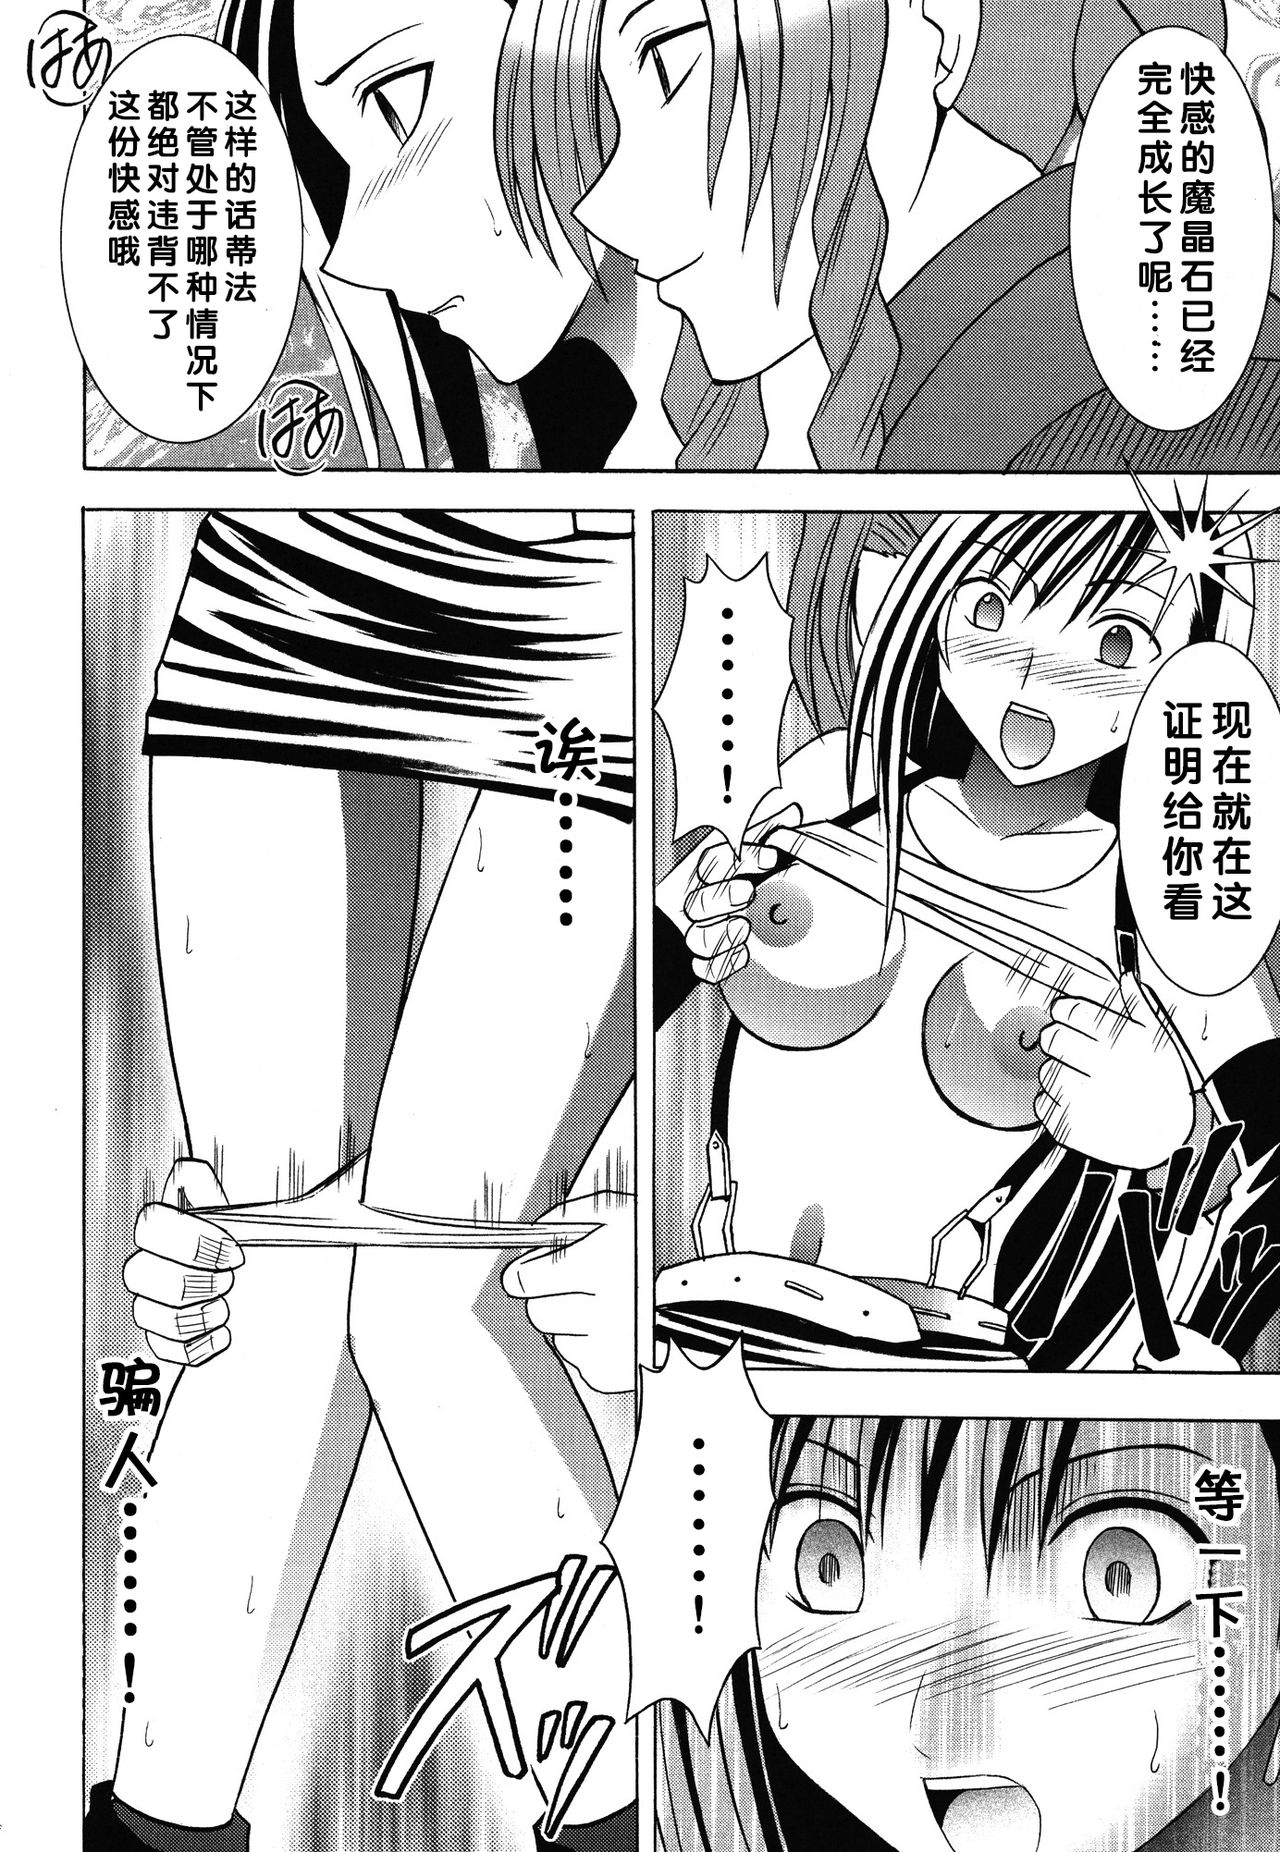 快感的魔晶石已经
完全成长了呢……
这样的话蒂法
不管处于哪种情况下
都绝对违背不了
这份快感哦
はあ
はあ
现在就在这
证明给你看
……！
バッ
等一下……！
……！
诶……
骗人……！
ズッ